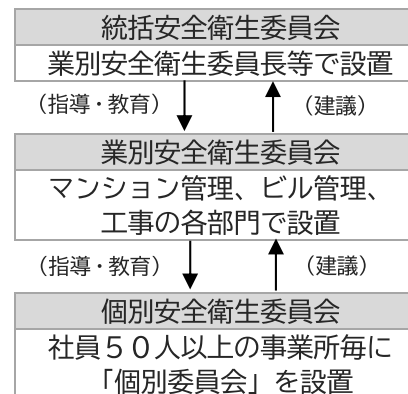 統括安全衛生委員会
業別安全衛生委員長等で設置
（指導・教育）
（建議）
業別安全衛生委員会
マンション管理、ビル管理、
工事の各部門で設置
（指導・教育）
（建議）
個別安全衛生委員会
社員５０人以上の事業所毎に
「個別委員会」を設置